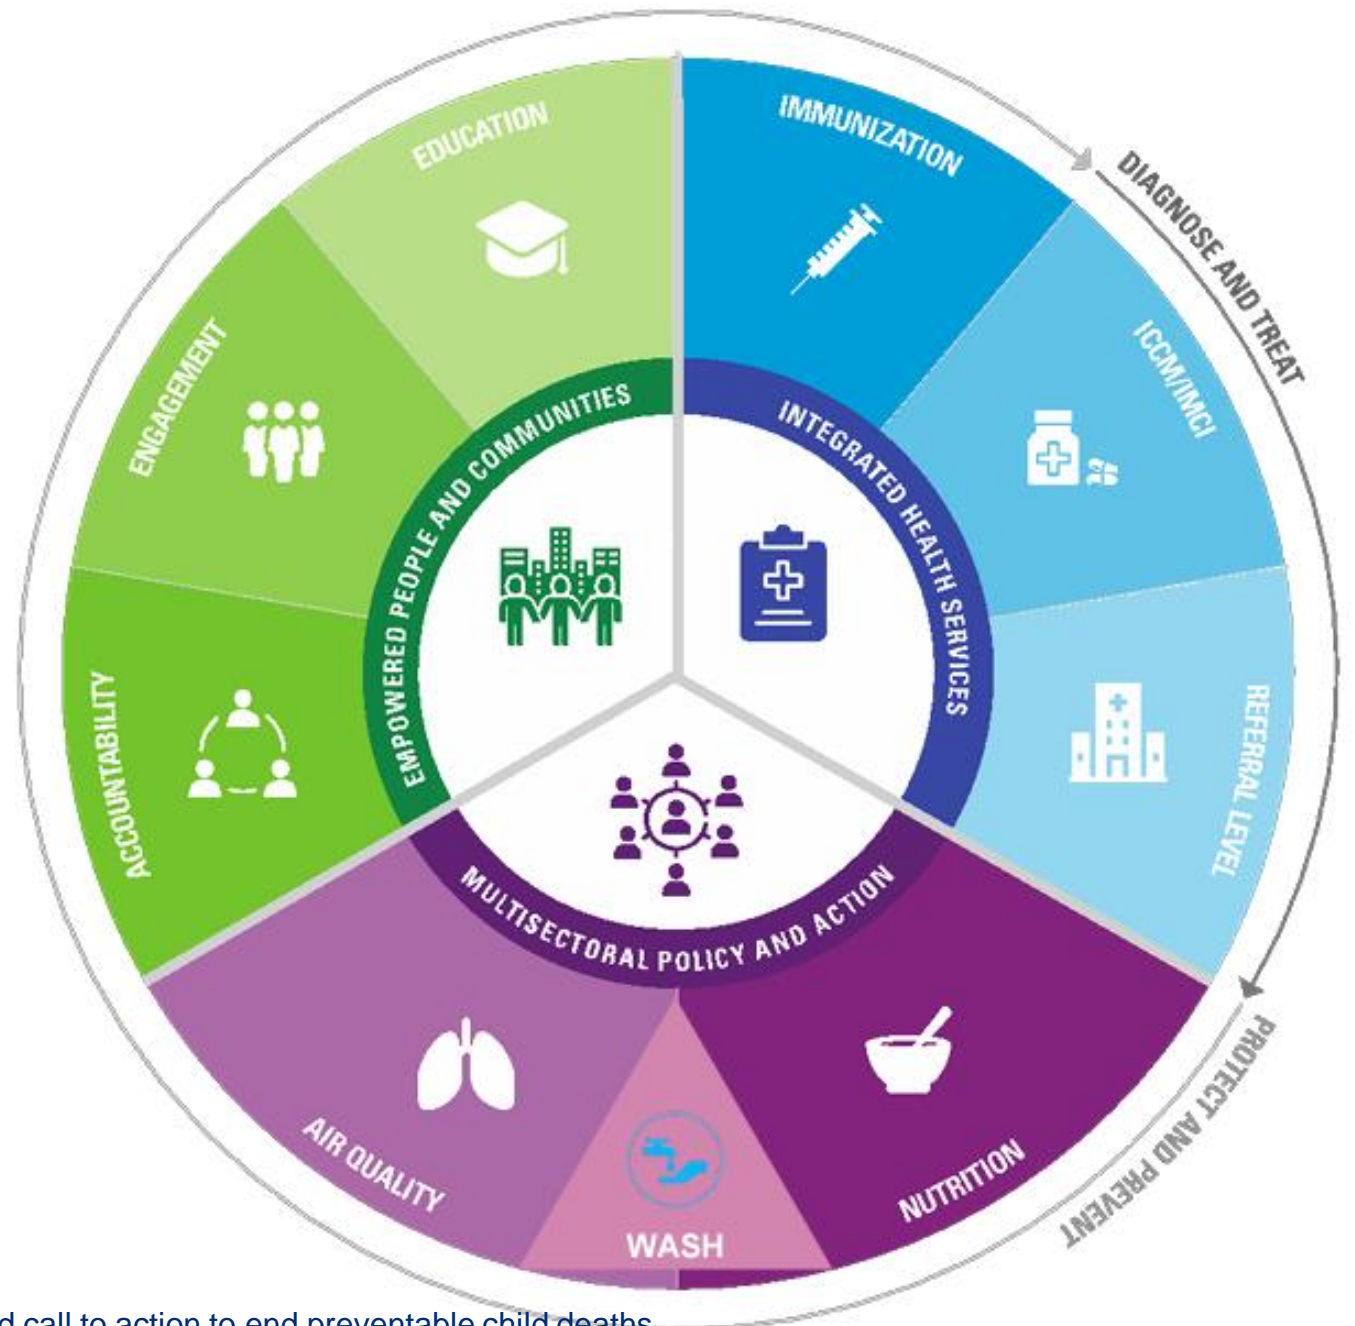 EDUCATION
IMMUNIZATION
DIAGNOSE AND TREAT
ENGAGEMENT
ICCM/IMCI
EMPOWERED PEOPLE AND COMMUNITIES
INTEGRATED HEALTH SERVICES
ACCOUNTABILITY
REFERRAL LEVEL
MULTISECTORAL POLICY AND ACTION
AIR QUALITY
WASH
NUTRITION
PROTECT AND PREVENT
call to action to end preventable child deaths